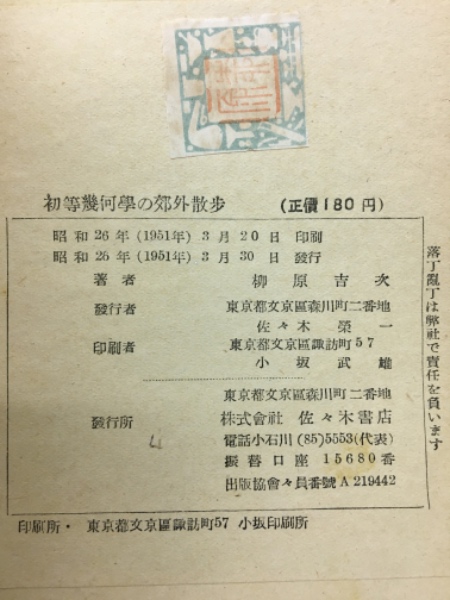 初等幾何學の郊外散步 (正價180円)
昭和26年(1951年)3月20日 印刷
昭和26年(1951年)3月30日 發行
著者 柳原吉次
發行者 東京都文京區森川町二番地
佐々木榮一
印刷者 東京都文京區諏訪町57
小坂武雄
東京都文京區森川町二番地
發行所 株式會社 佐々木書店
電話小石川(85)5553(代表)
振替口座 15680番
出版協會々員番號A219442
落丁亂丁は弊社で責任を負います
印刷所・ 東京都文京區諏訪町57 小坂印刷所